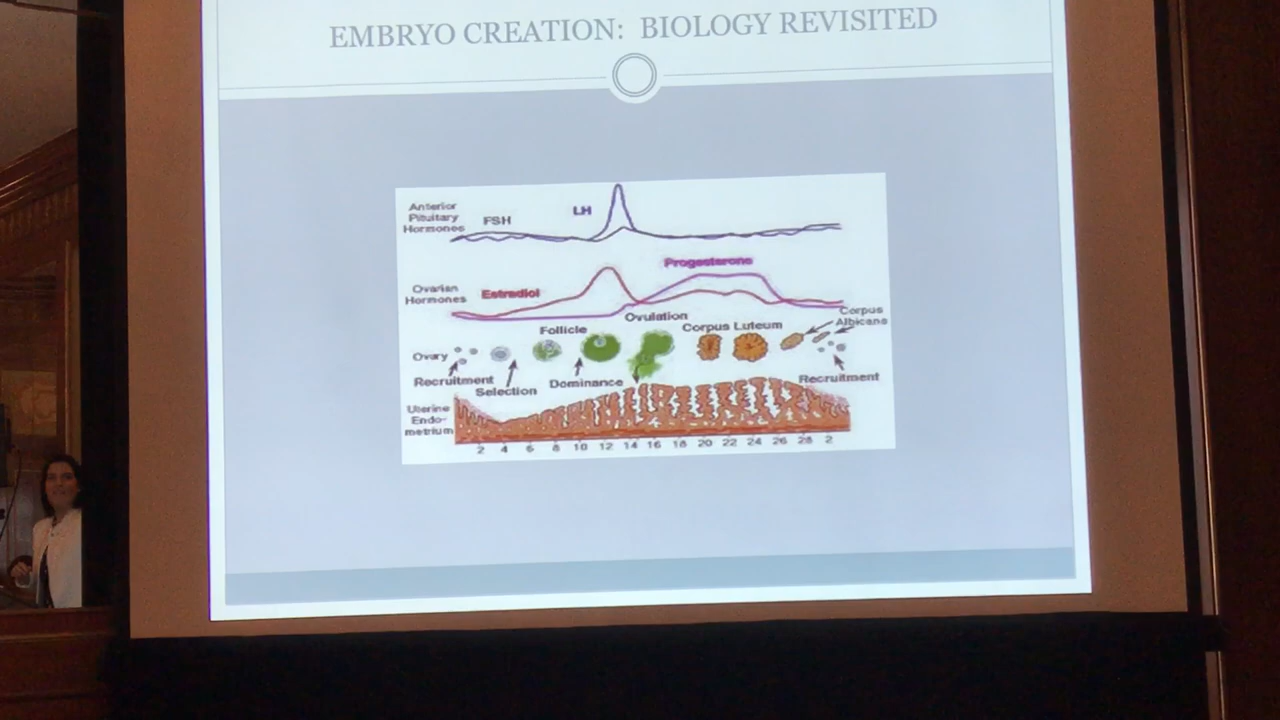 EMBRYO CREATION: BIOLOGY REVISITED
Anterior
Pituitary
Hormones
FSH
LH
Progesterone
Ovarian
Hormones
Estradiol
Ovulation
Corpus
Albicans
Follicle
Corpus Luteum
Ovary
Recruitment
Selection
Dominance
Recruitment
Uterine
Endo-
metrium
2 4 6 8 10 12 14 16 18 20 22 24 26 28 2